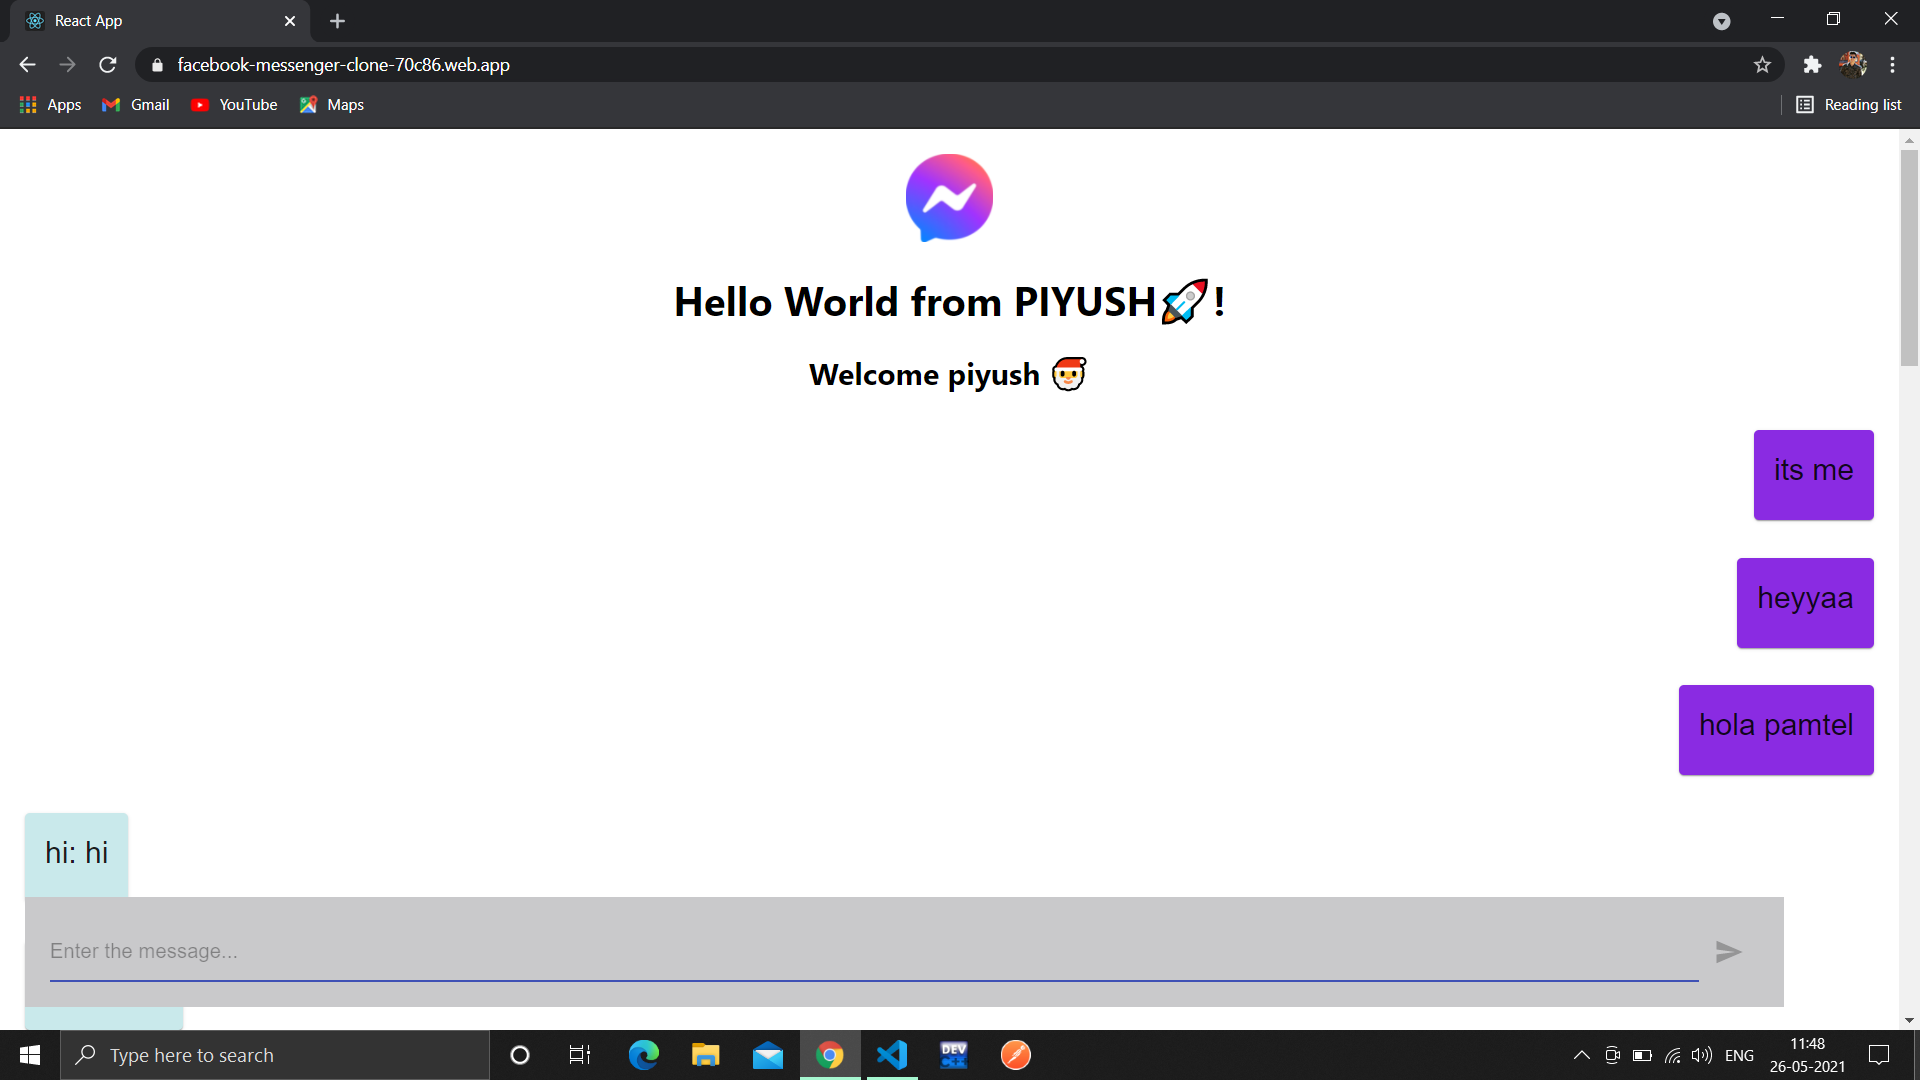 React App
facebook-messenger-clone-70c86.web.app
Apps Gmail YouTube Maps Reading list
Hello World from PIYUSH🚀!
Welcome piyush 🎅
its me
heyyaa
hola pamtel
hi: hi
Enter the message...
Type here to search
DEV
C++
ENG
11:48
26-05-2021